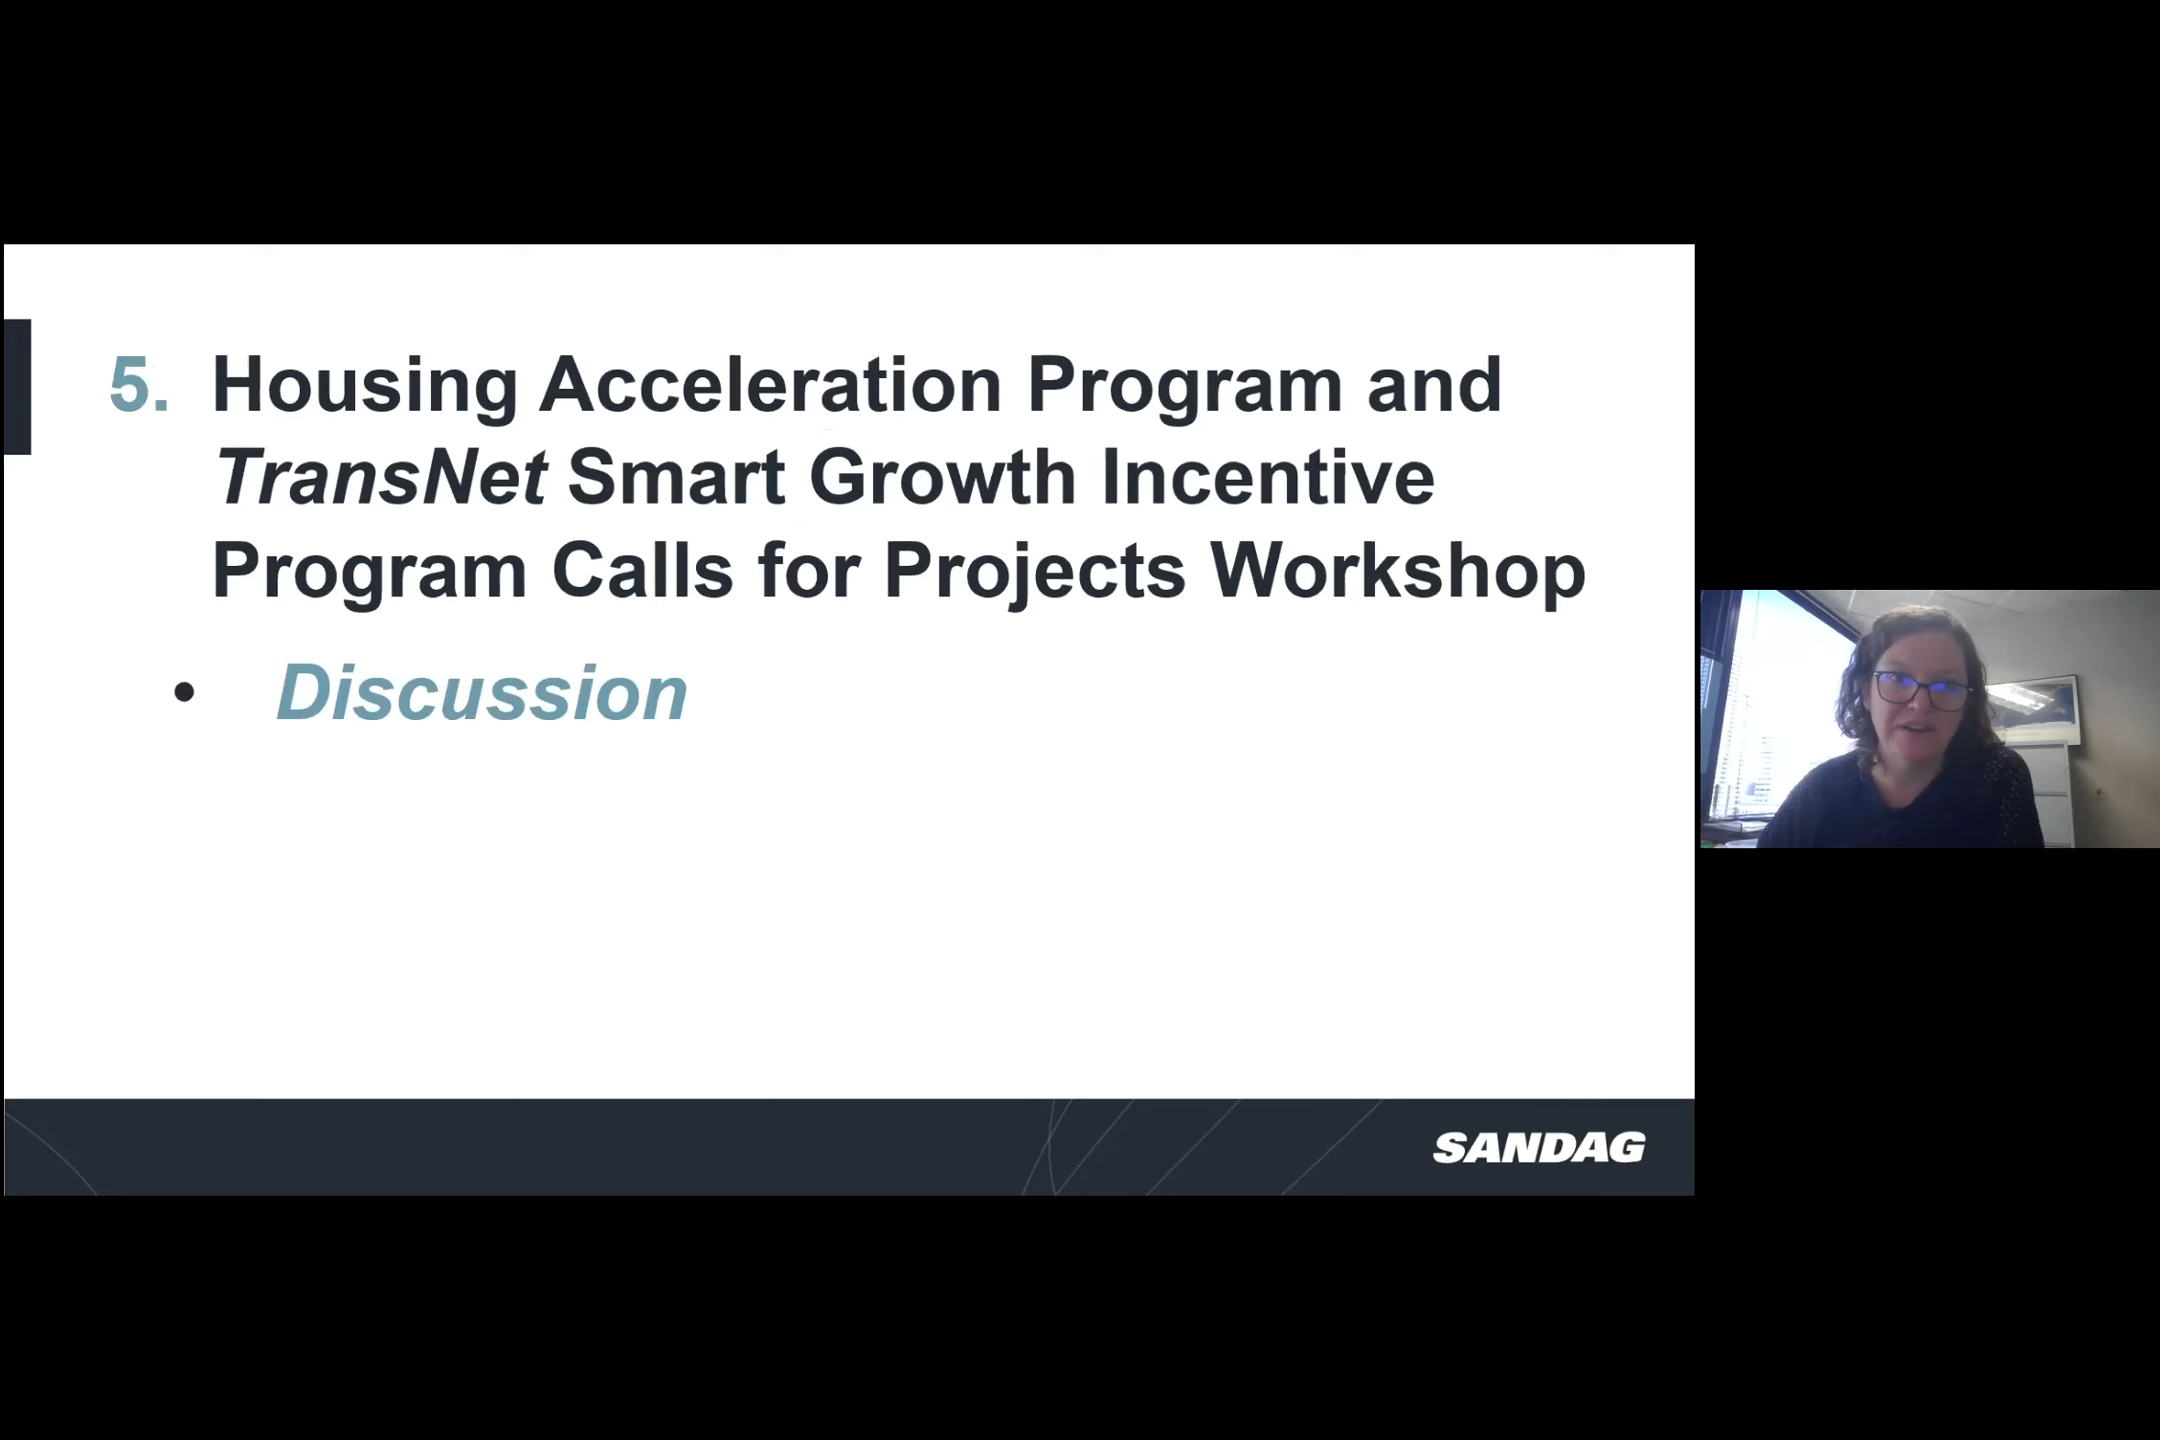 5. Housing Acceleration Program and
TransNet Smart Growth Incentive
Program Calls for Projects Workshop
• Discussion
SANDAG